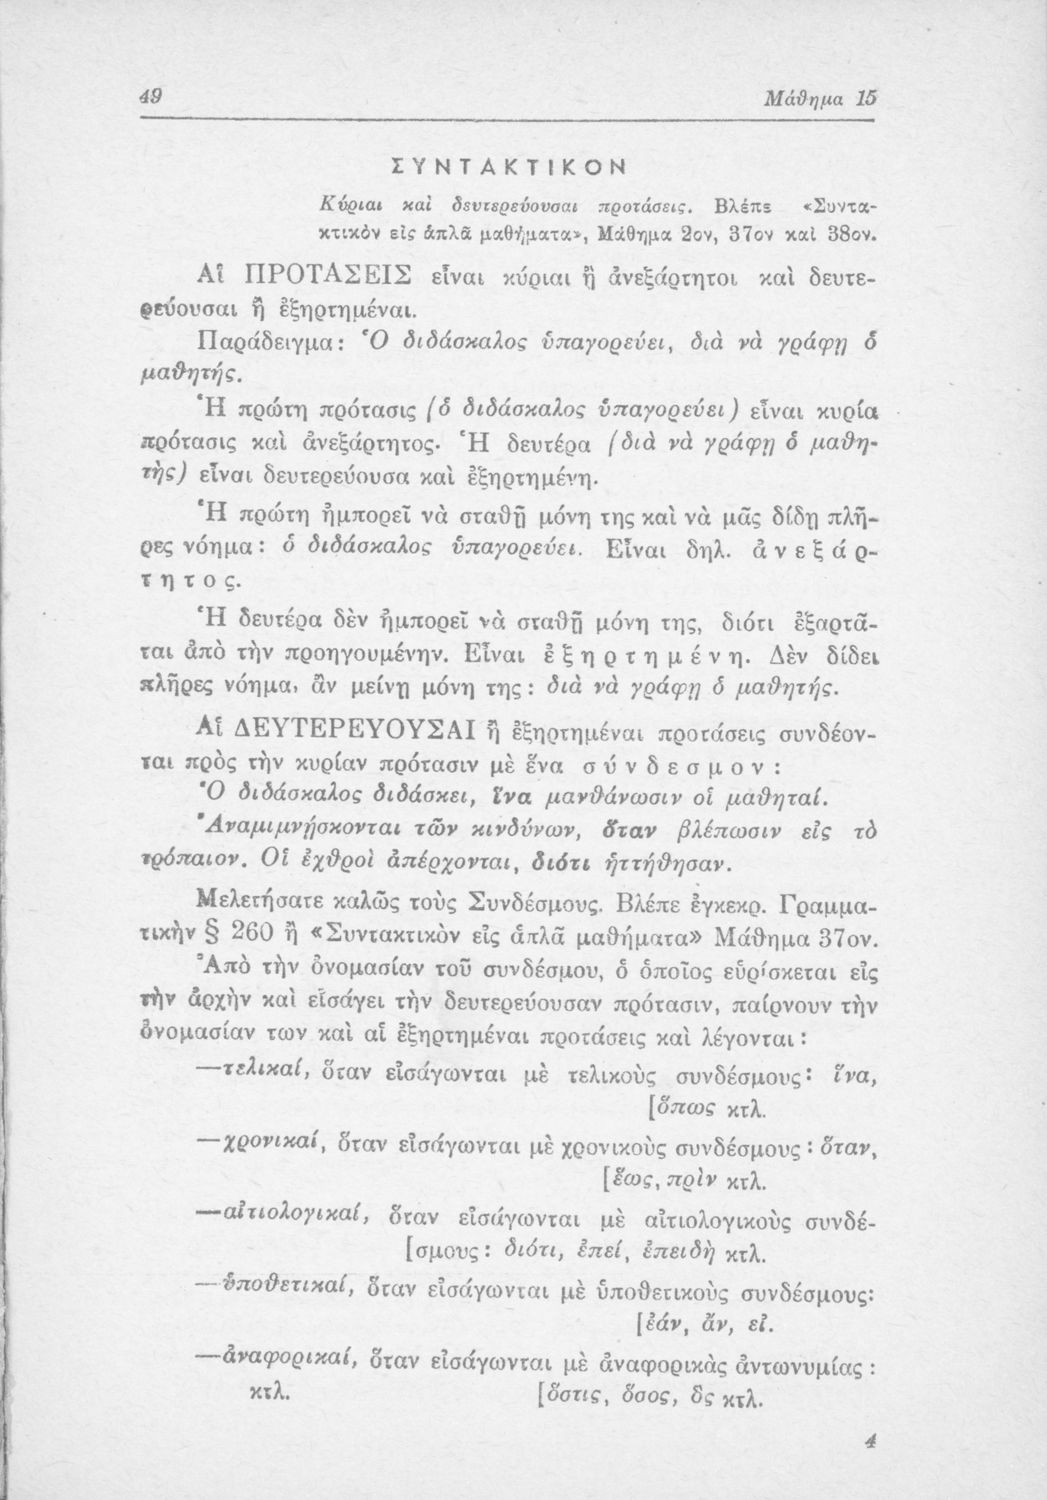 49 Μάθημα 15
ΣΥΝΤΑΚΤΙΚΟΝ
Κύριαι καὶ δευτερεύουσαι προτάσεις. Βλέπε «Συντα-
κτικὸν εἰς ἁπλᾶ μαθήματα», Μάθημα 2ον, 37ον καὶ 38ον.
Αἱ ΠΡΟΤΑΣΕΙΣ εἶναι κύριαι ἢ ἀνεξάρτητοι καὶ δευτε-
ρεύουσαι ἢ ἐξηρτημέναι.
Παράδειγμα: Ὁ διδάσκαλος ὑπαγορεύει, διὰ νὰ γράφῃ ὁ
μαθητής.
Ἡ πρώτη πρότασις (ὁ διδάσκαλος ὑπαγορεύει) εἶναι κυρία
πρότασις καὶ ἀνεξάρτητος. Ἡ δευτέρα (διὰ νὰ γράφῃ ὁ μαθη-
τὴς) εἶναι δευτερεύουσα καὶ ἐξηρτημένη.
Ἡ πρώτη ἠμπορεῖ νὰ σταθῇ μόνη της καὶ νὰ μᾶς δίδῃ πλῆ-
ρες νόημα: ὁ διδάσκαλος ὑπαγορεύει. Εἶναι δηλ. ἀ ν ε ξ ά ρ-
τ η τ ο ς.
Ἡ δευτέρα δὲν ἠμπορεῖ νὰ σταθῇ μόνη της, διότι ἐξαρτᾶ-
ται ἀπὸ τὴν προηγουμένην. Εἶναι ἐ ξ η ρ τ η μ έ ν η. Δὲν δίδει
πλῆρες νόημα, ἂν μείνῃ μόνη της: διὰ νὰ γράφῃ ὁ μαθητής.
Αἱ ΔΕΥΤΕΡΕΥΟΥΣΑΙ ἢ ἐξηρτημέναι προτάσεις συνδέον-
ται πρὸς τὴν κυρίαν πρότασιν μὲ ἕνα σ ύ ν δ ε σ μ ο ν :
Ὁ διδάσκαλος διδάσκει, ἵνα μανθάνωσιν οἱ μαθηταί.
Ἀναμιμνῄσκονται τῶν κινδύνων, ὅταν βλέπωσιν εἰς τὸ
τρόπαιον. Οἱ ἐχθροὶ ἀπέρχονται, διότι ἡττήθησαν.
Μελετήσατε καλῶς τοὺς Συνδέσμους. Βλέπε ἐγκεκρ. Γραμμα-
τικὴν § 260 ἢ «Συντακτικὸν εἰς ἁπλᾶ μαθήματα» Μάθημα 37ον.
Ἀπὸ τὴν ὀνομασίαν τοῦ συνδέσμου, ὁ ὁποῖος εὑρίσκεται εἰς
τὴν ἀρχὴν καὶ εἰσάγει τὴν δευτερεύουσαν πρότασιν, παίρνουν τὴν
ὀνομασίαν των καὶ αἱ ἐξηρτημέναι προτάσεις καὶ λέγονται:
—τελικαί, ὅταν εἰσάγωνται μὲ τελικοὺς συνδέσμους: ἵνα,
[ὅπως κτλ.
—χρονικαί, ὅταν εἰσάγωνται μὲ χρονικοὺς συνδέσμους: ὅταν,
[ἕως, πρὶν κτλ.
—αἰτιολογικαί, ὅταν εἰσάγωνται μὲ αἰτιολογικοὺς συνδέ-
[σμους: διότι, ἐπεί, ἐπειδὴ κτλ.
—ὑποθετικαί, ὅταν εἰσάγωνται μὲ ὑποθετικοὺς συνδέσμους:
[ἐάν, ἄν, εἰ.
—ἀναφορικαί, ὅταν εἰσάγωνται μὲ ἀναφορικὰς ἀντωνυμίας:
κτλ. [ὅστις, ὅσος, ὃς κτλ.
4